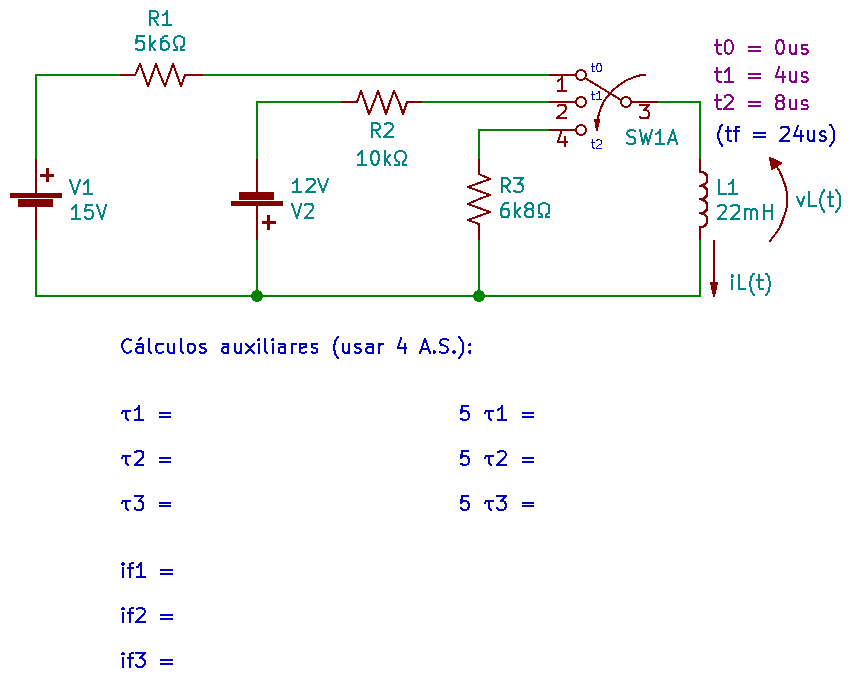 R1
5k6Ω
t0
1
t1
2
t2
4
3
SW1A
t0 = 0us
t1 = 4us
t2 = 8us
(tf = 24us)
R2
10kΩ
+
V1
15V
12V
V2
+
R3
6k8Ω
L1
22mH
vL(t)
iL(t)
Cálculos auxiliares (usar 4 A.S.):
τ1 = 5 τ1 =
τ2 = 5 τ2 =
τ3 = 5 τ3 =
if1 =
if2 =
if3 =